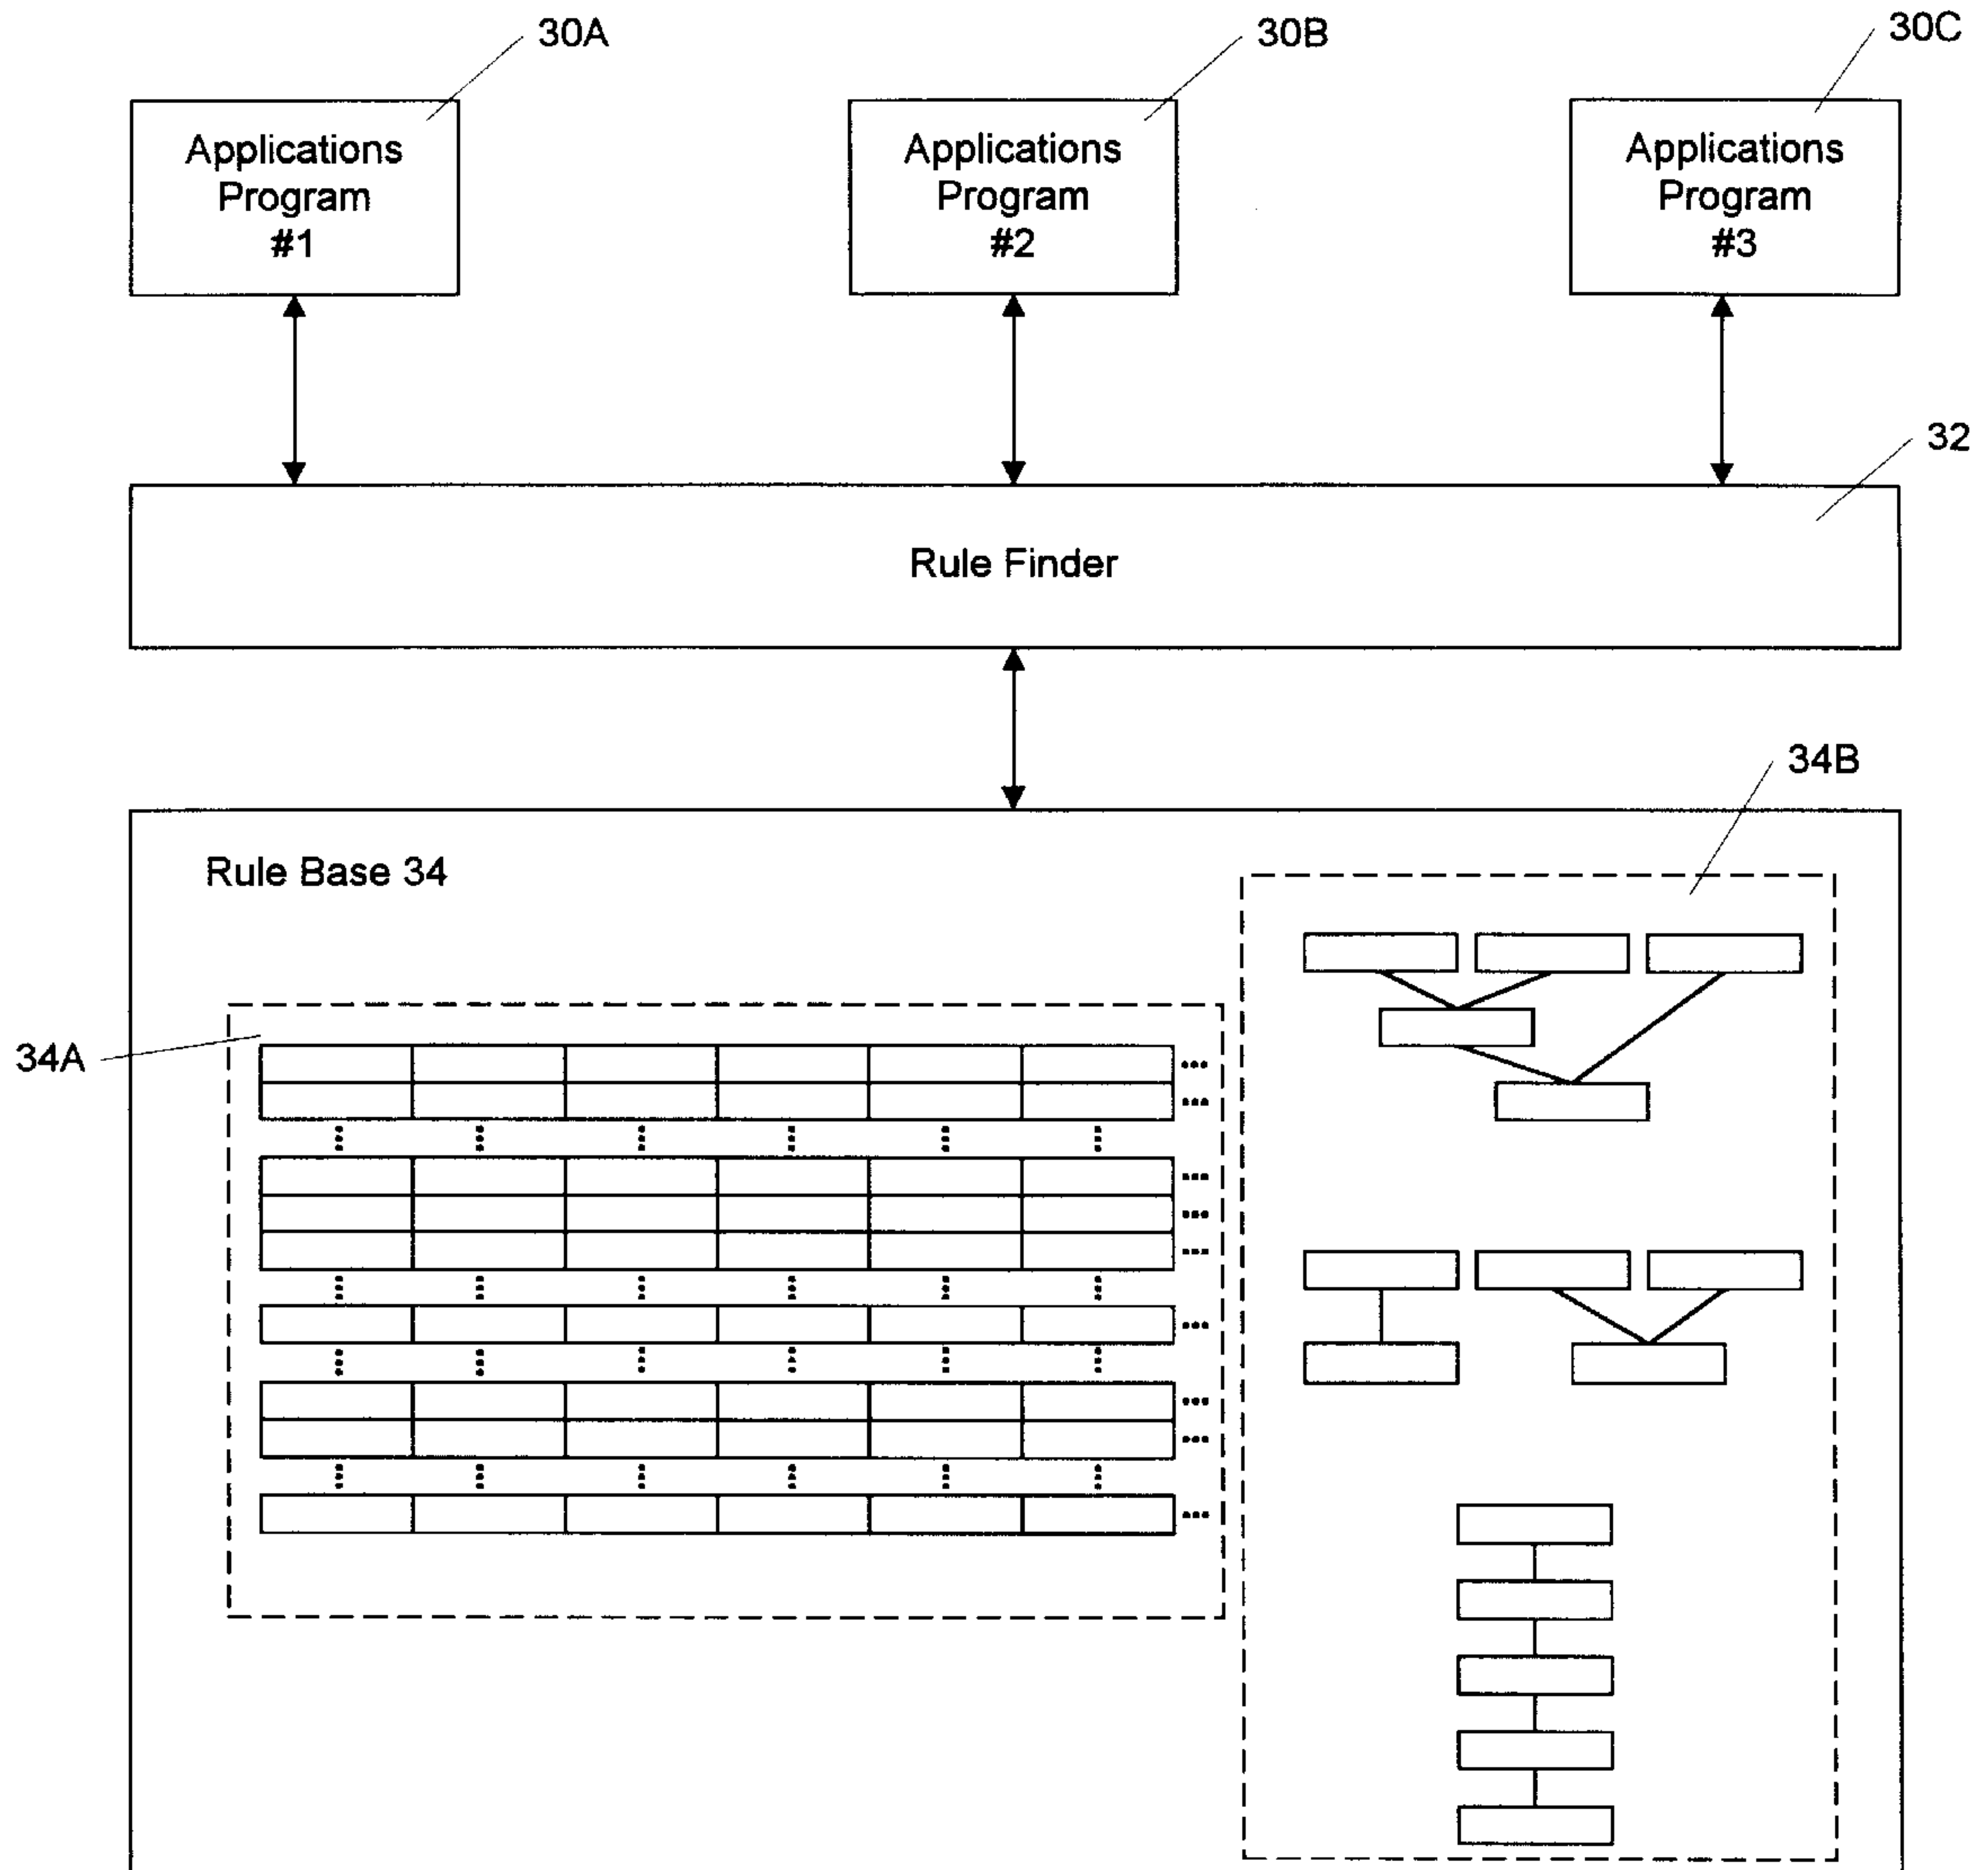 30A
30B
30C
Applications
Program
#1
Applications
Program
#2
Applications
Program
#3
32
Rule Finder
34B
Rule Base 34
34A